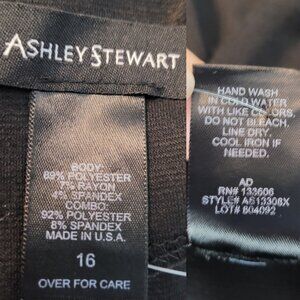 ASHLEY STEWART
BODY:
89% POLYESTER
7% RAYON
4% SPANDEX
COMBO:
92% POLYESTER
8% SPANDEX
MADE IN U.S.A.
16
OVER FOR CARE
HAND WASH
IN COLD WATER
WITH LIKE COLORS
DO NOT BLEACH.
LINE DRY.
COOL IRON IF
NEEDED.
AD
RN# 133606
STYLE# AS13308X
LOT# B04092